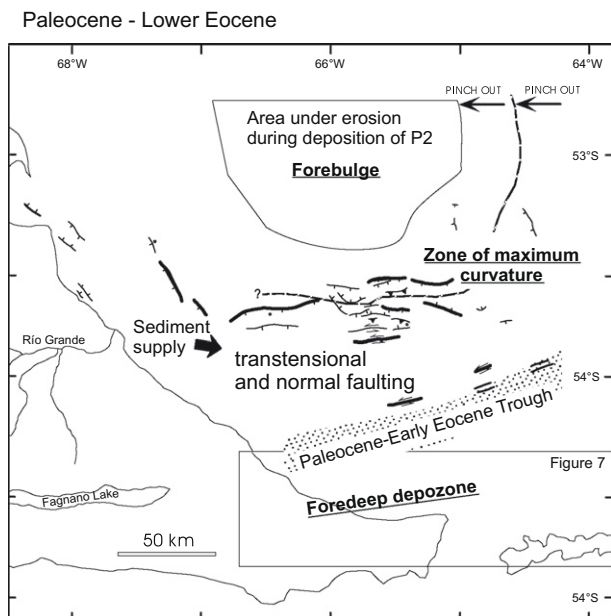 Paleocene - Lower Eocene
68°W
66°W
64°W
PINCH OUT
PINCH OUT
Area under erosion
during deposition of P2
Forebulge
53°S
Zone of maximum
curvature
?
Sediment
supply
Río Grande
transtensional
and normal faulting
54°S
Paleocene-Early Eocene Trough
Figure 7
Foredeep depozone
Fagnano Lake
50 km
54°S